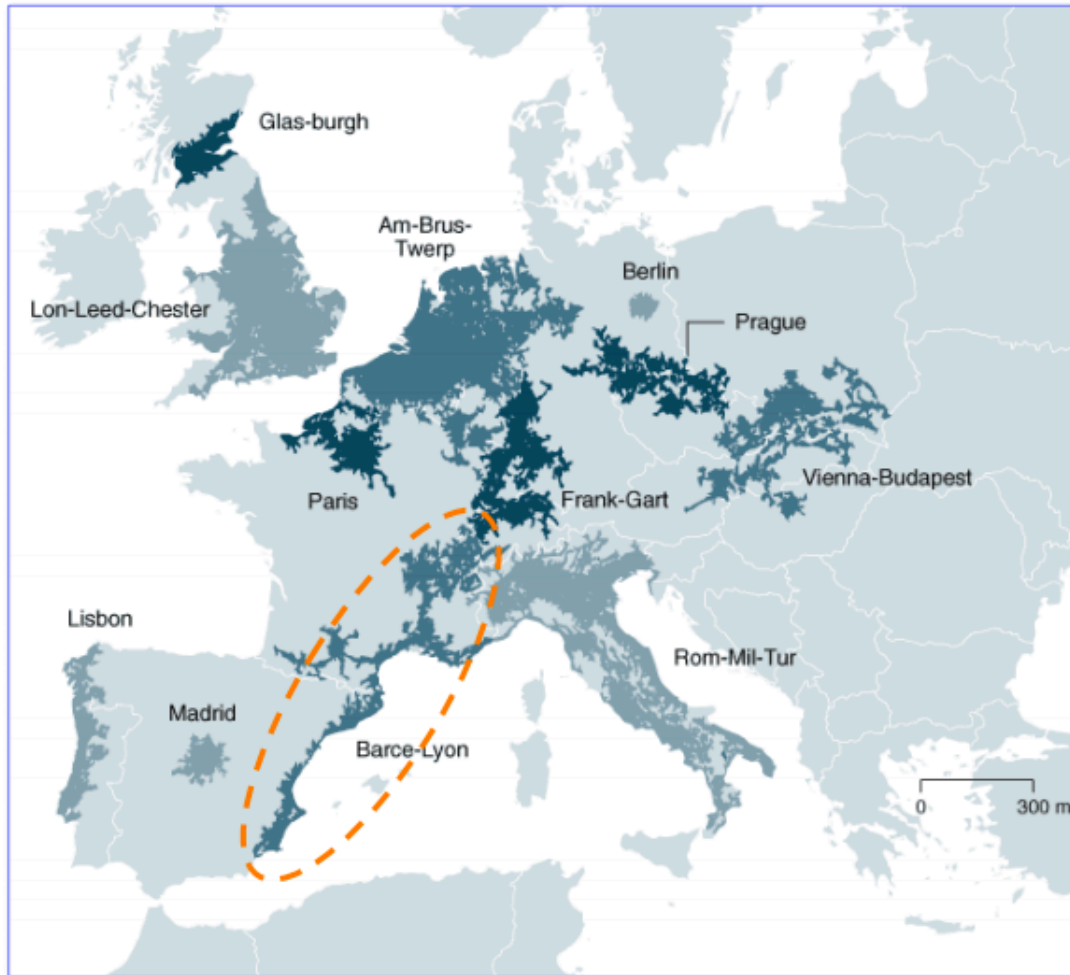 Glas-burgh
Am-Brus-
Twerp
Berlin
Lon-Leed-Chester
Prague
Vienna-Budapest
Paris
Frank-Gart
Lisbon
Rom-Mil-Tur
Madrid
Barce-Lyon
0 300 m